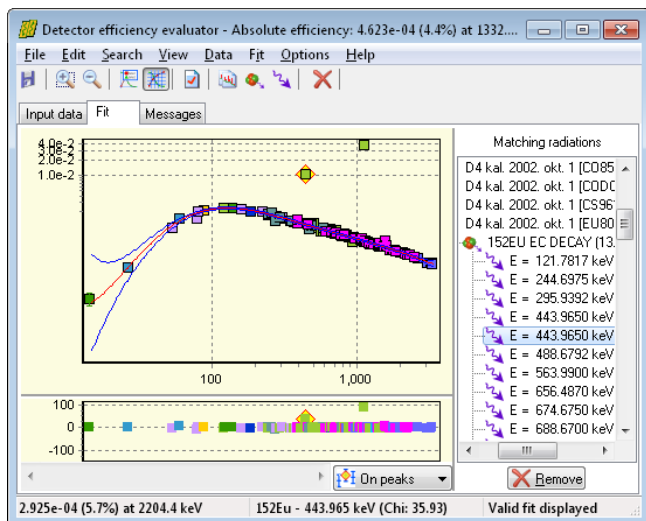 Detector efficiency evaluator - Absolute efficiency: 4.623e-04 (4.4%) at 1332....
File Edit Search View Data Fit Options Help
Input data Fit Messages
4.0e-2
3.0e-2
2.0e-2
1.0e-2
100 1,000
100
0
-100
On peaks
Matching radiations
D4 kal. 2002. okt. 1 [CO85
D4 kal. 2002. okt. 1 [CODC
D4 kal. 2002. okt. 1 [CS96
D4 kal. 2002. okt. 1 [EU80
152EU EC DECAY (13.
E = 121.7817 keV
E = 244.6975 keV
E = 295.9392 keV
E = 443.9650 keV
E = 443.9650 keV
E = 488.6792 keV
E = 563.9900 keV
E = 656.4870 keV
E = 674.6750 keV
E = 688.6700 keV
Remove
2.925e-04 (5.7%) at 2204.4 keV 152Eu - 443.965 keV (Chi: 35.93) Valid fit displayed